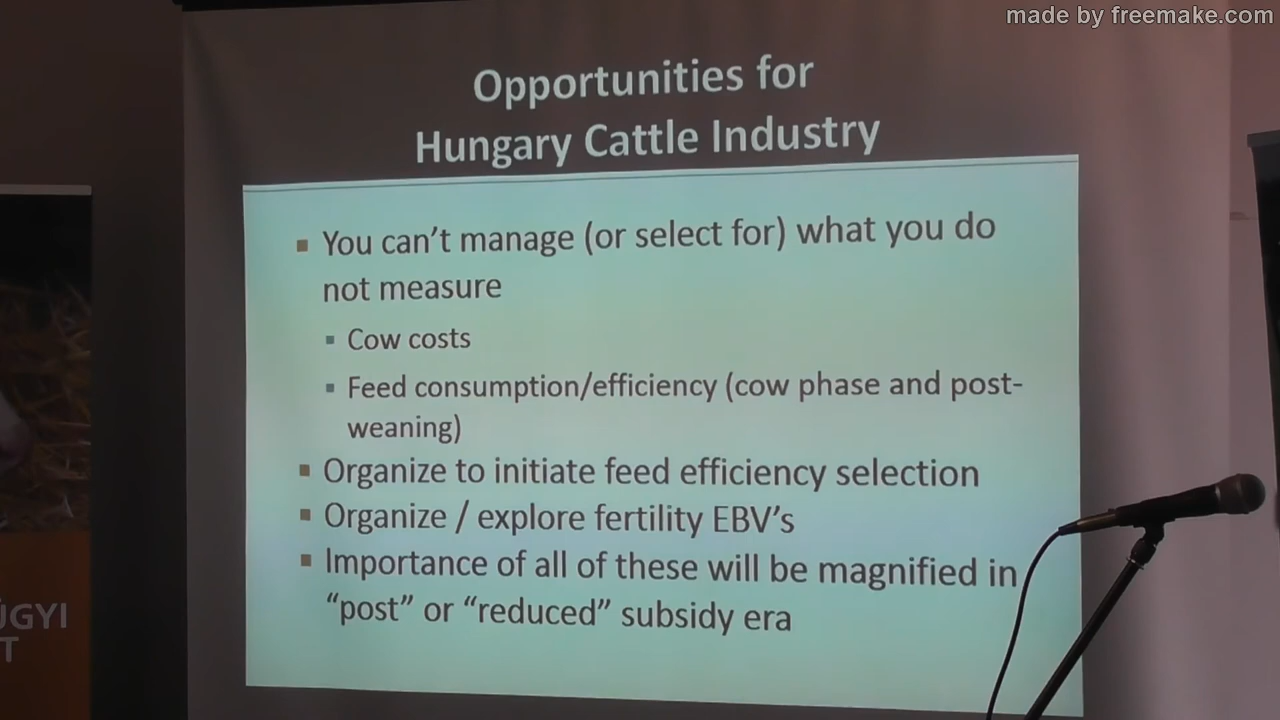 made by freemake.com
Opportunities for
Hungary Cattle Industry
▪ You can't manage (or select for) what you do
not measure
▪ Cow costs
▪ Feed consumption/efficiency (cow phase and post-
weaning)
▪ Organize to initiate feed efficiency selection
▪ Organize / explore fertility EBV's
▪ Importance of all of these will be magnified in
“post” or “reduced” subsidy era
ÜGYI
T